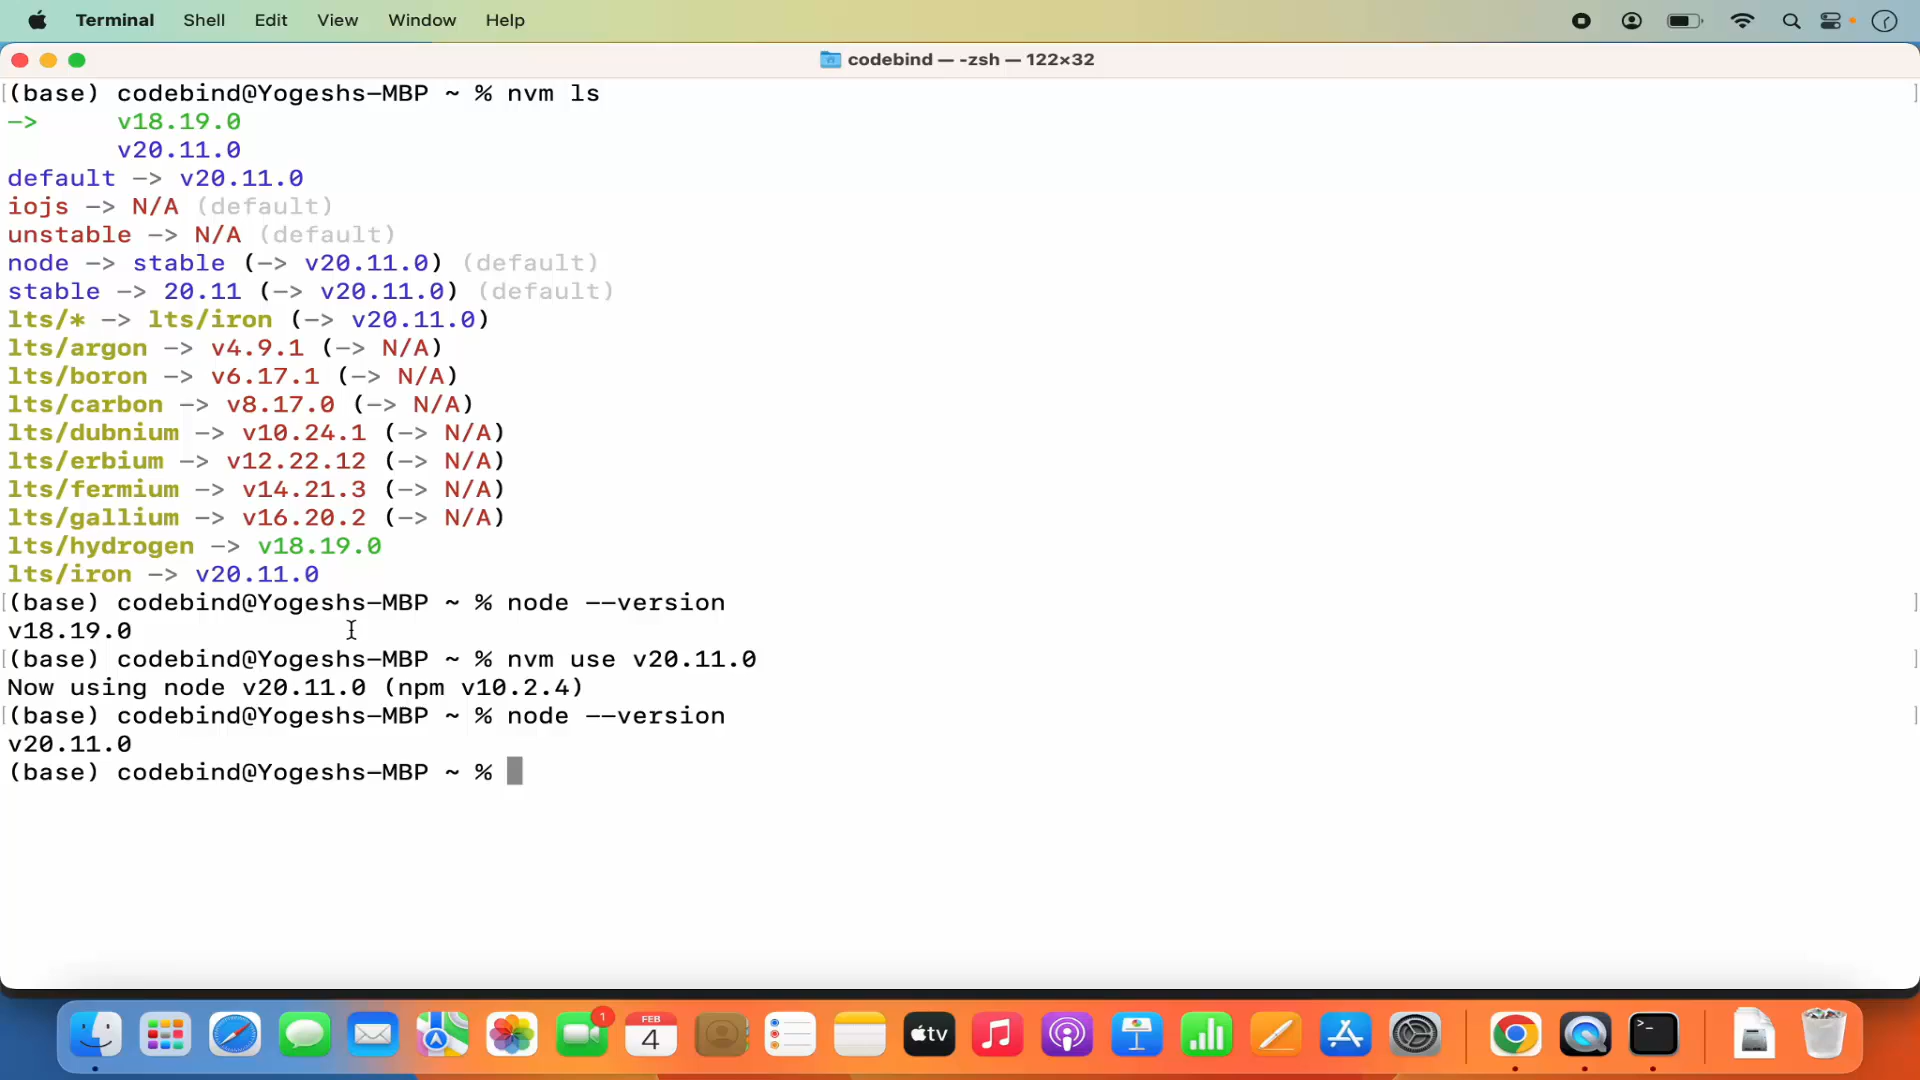 Terminal Shell Edit View Window Help
codebind — -zsh — 122×32
(base) codebind@Yogeshs-MBP ~ % nvm ls
-> v18.19.0
v20.11.0
default -> v20.11.0
iojs -> N/A (default)
unstable -> N/A (default)
node -> stable (-> v20.11.0) (default)
stable -> 20.11 (-> v20.11.0) (default)
lts/* -> lts/iron (-> v20.11.0)
lts/argon -> v4.9.1 (-> N/A)
lts/boron -> v6.17.1 (-> N/A)
lts/carbon -> v8.17.0 (-> N/A)
lts/dubnium -> v10.24.1 (-> N/A)
lts/erbium -> v12.22.12 (-> N/A)
lts/fermium -> v14.21.3 (-> N/A)
lts/gallium -> v16.20.2 (-> N/A)
lts/hydrogen -> v18.19.0
lts/iron -> v20.11.0
(base) codebind@Yogeshs-MBP ~ % node --version
v18.19.0
(base) codebind@Yogeshs-MBP ~ % nvm use v20.11.0
Now using node v20.11.0 (npm v10.2.4)
(base) codebind@Yogeshs-MBP ~ % node --version
v20.11.0
(base) codebind@Yogeshs-MBP ~ %
1
FEB
4
tv
>_